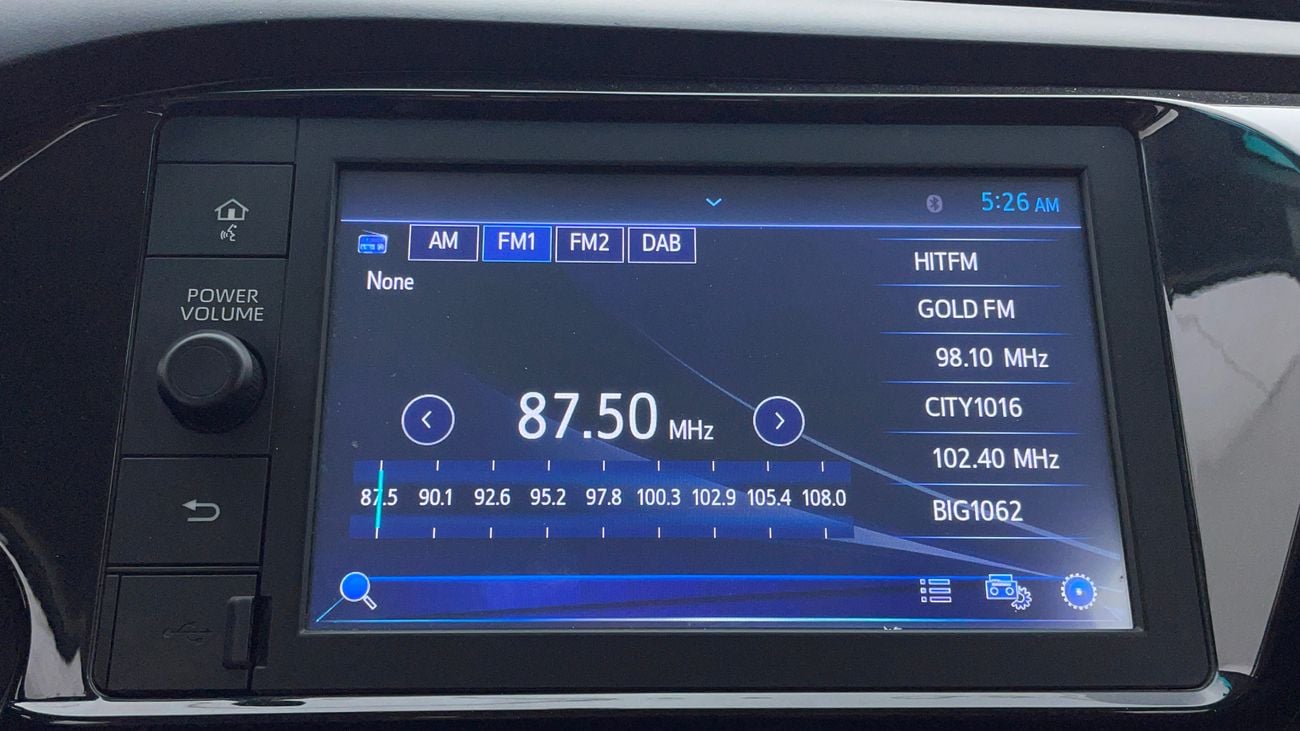 5:26 AM
AM FM1 FM2 DAB
None
HITFM
GOLD FM
POWER
VOLUME
98.10 MHz
87.50 MHz
CITY1016
102.40 MHz
87.5 90.1 92.6 95.2 97.8 100.3 102.9 105.4 108.0
BIG1062